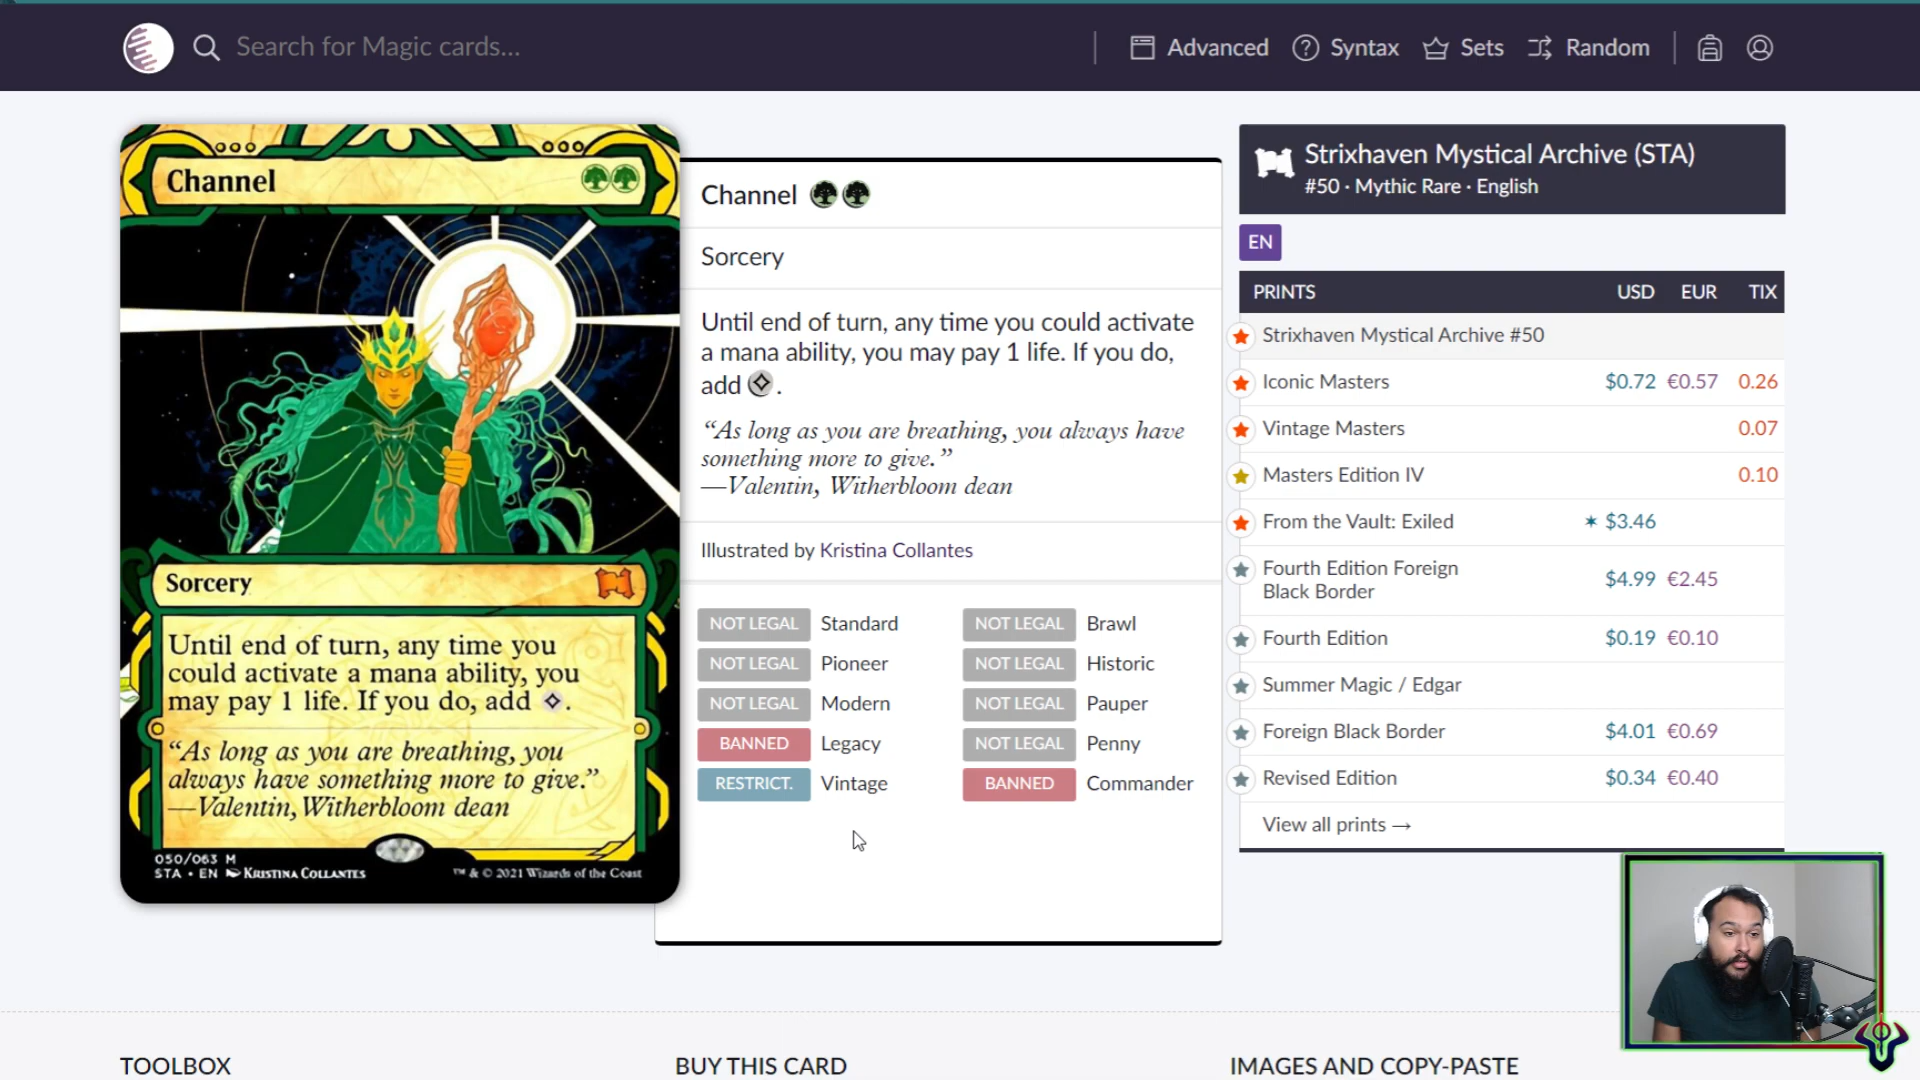 Search for Magic cards...
Advanced
Syntax
Sets
Random
Channel
Sorcery
Until end of turn, any time you
could activate a mana ability, you
may pay 1 life. If you do, add .
“As long as you are breathing, you
always have something more to give.”
—Valentin, Witherbloom dean
050/063 M
STA • EN KRISTINA COLLANTES
™ & © 2021 Wizards of the Coast
Channel
Sorcery
Until end of turn, any time you could activate
a mana ability, you may pay 1 life. If you do,
add .
“As long as you are breathing, you always have
something more to give.”
—Valentin, Witherbloom dean
Illustrated by Kristina Collantes
NOT LEGAL Standard NOT LEGAL Brawl
NOT LEGAL Pioneer NOT LEGAL Historic
NOT LEGAL Modern NOT LEGAL Pauper
BANNED Legacy NOT LEGAL Penny
RESTRICT. Vintage BANNED Commander
Strixhaven Mystical Archive (STA)
#50 · Mythic Rare · English
EN
PRINTS USD EUR TIX
Strixhaven Mystical Archive #50
Iconic Masters $0.72 €0.57 0.26
Vintage Masters 0.07
Masters Edition IV 0.10
From the Vault: Exiled ✶ $3.46
Fourth Edition Foreign
Black Border $4.99 €2.45
Fourth Edition $0.19 €0.10
Summer Magic / Edgar
Foreign Black Border $4.01 €0.69
Revised Edition $0.34 €0.40
View all prints →
TOOLBOX
BUY THIS CARD
IMAGES AND COPY-PASTE